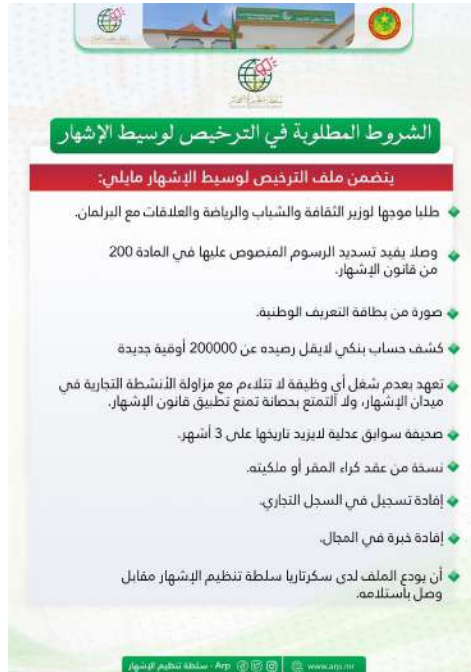 الشروط المطلوبة في الترخيص لوسيط الإشهار
يتضمن ملف الترخيص لوسيط الإشهار مايلي:
طلبا موجها لوزير الثقافة والشباب والرياضة والعلاقات مع البرلمان.
وصلا يفيد تسديد الرسوم المنصوص عليها في المادة 200
من قانون الإشهار.
صورة من بطاقة التعريف الوطنية.
كشف حساب بنكي لايقل رصيده عن 200000 أوقية جديدة
تعهد بعدم شغل أي وظيفة لا تتلاءم مع مزاولة الأنشطة التجارية في
ميدان الإشهار، ولا التمتع بحصانة تمنع تطبيق قانون الإشهار.
صحيفة سوابق عدلية لايزيد تاريخها على 3 أشهر.
نسخة من عقد كراء المقر أو ملكيته.
إفادة تسجيل في السجل التجاري.
إفادة خبرة في المجال.
أن يودع الملف لدى سكرتاريا سلطة تنظيم الإشهار مقابل
وصل باستلامه.
Arp - سلطة تنظيم الإشهار
www.arp.mr